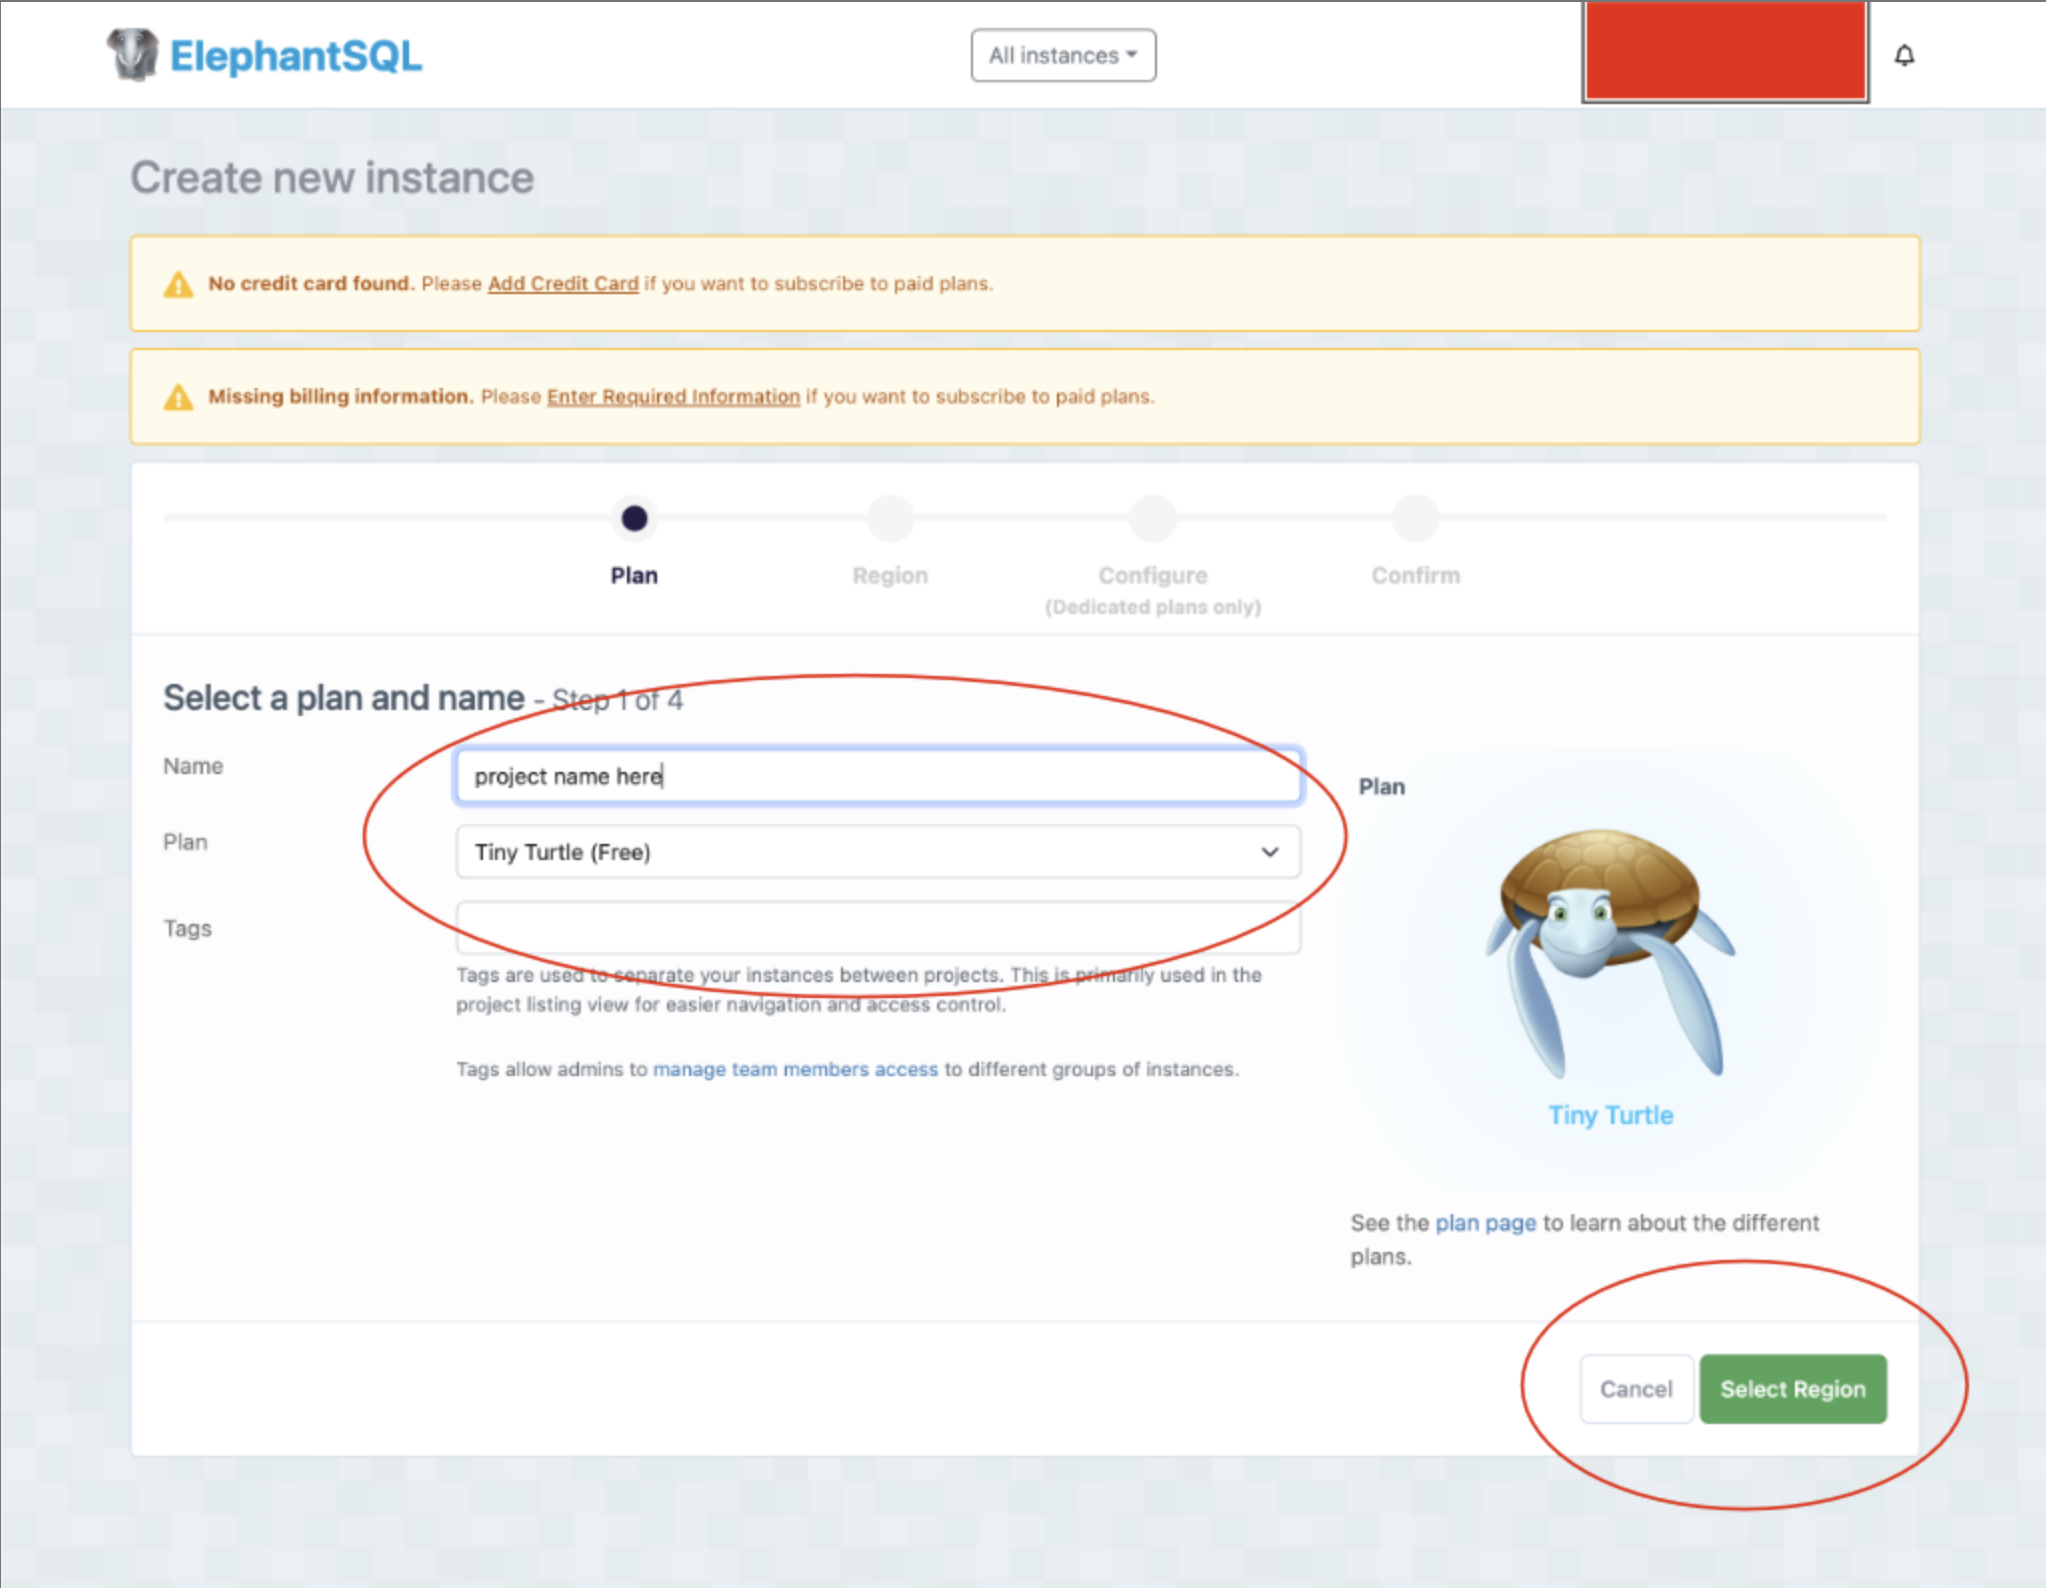 ElephantSQL
All instances
Create new instance
No credit card found. Please Add Credit Card if you want to subscribe to paid plans.
Missing billing information. Please Enter Required Information if you want to subscribe to paid plans.
Plan
Region
Configure
(Dedicated plans only)
Confirm
Select a plan and name - Step 1 of 4
Name
project name here
Plan
Tiny Turtle (Free)
Tags
Tags are used to separate your instances between projects. This is primarily used in the
project listing view for easier navigation and access control.
Tags allow admins to manage team members access to different groups of instances.
Plan
Tiny Turtle
See the plan page to learn about the different
plans.
Cancel
Select Region